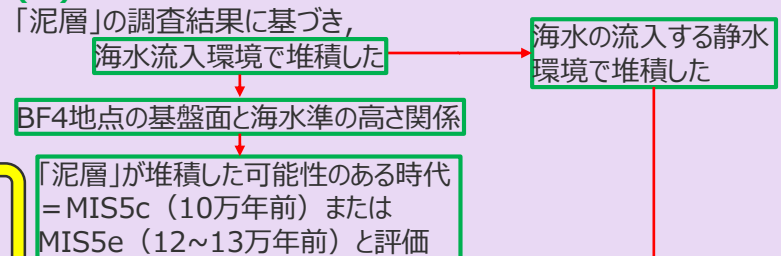 「泥層」の調査結果に基づき,
海水流入環境で堆積した
海水の流入する静水
環境で堆積した
BF4地点の基盤面と海水準の高さ関係
「泥層」が堆積した可能性のある時代
＝MIS5c（10万年前）または
MIS5e（12~13万年前）と評価